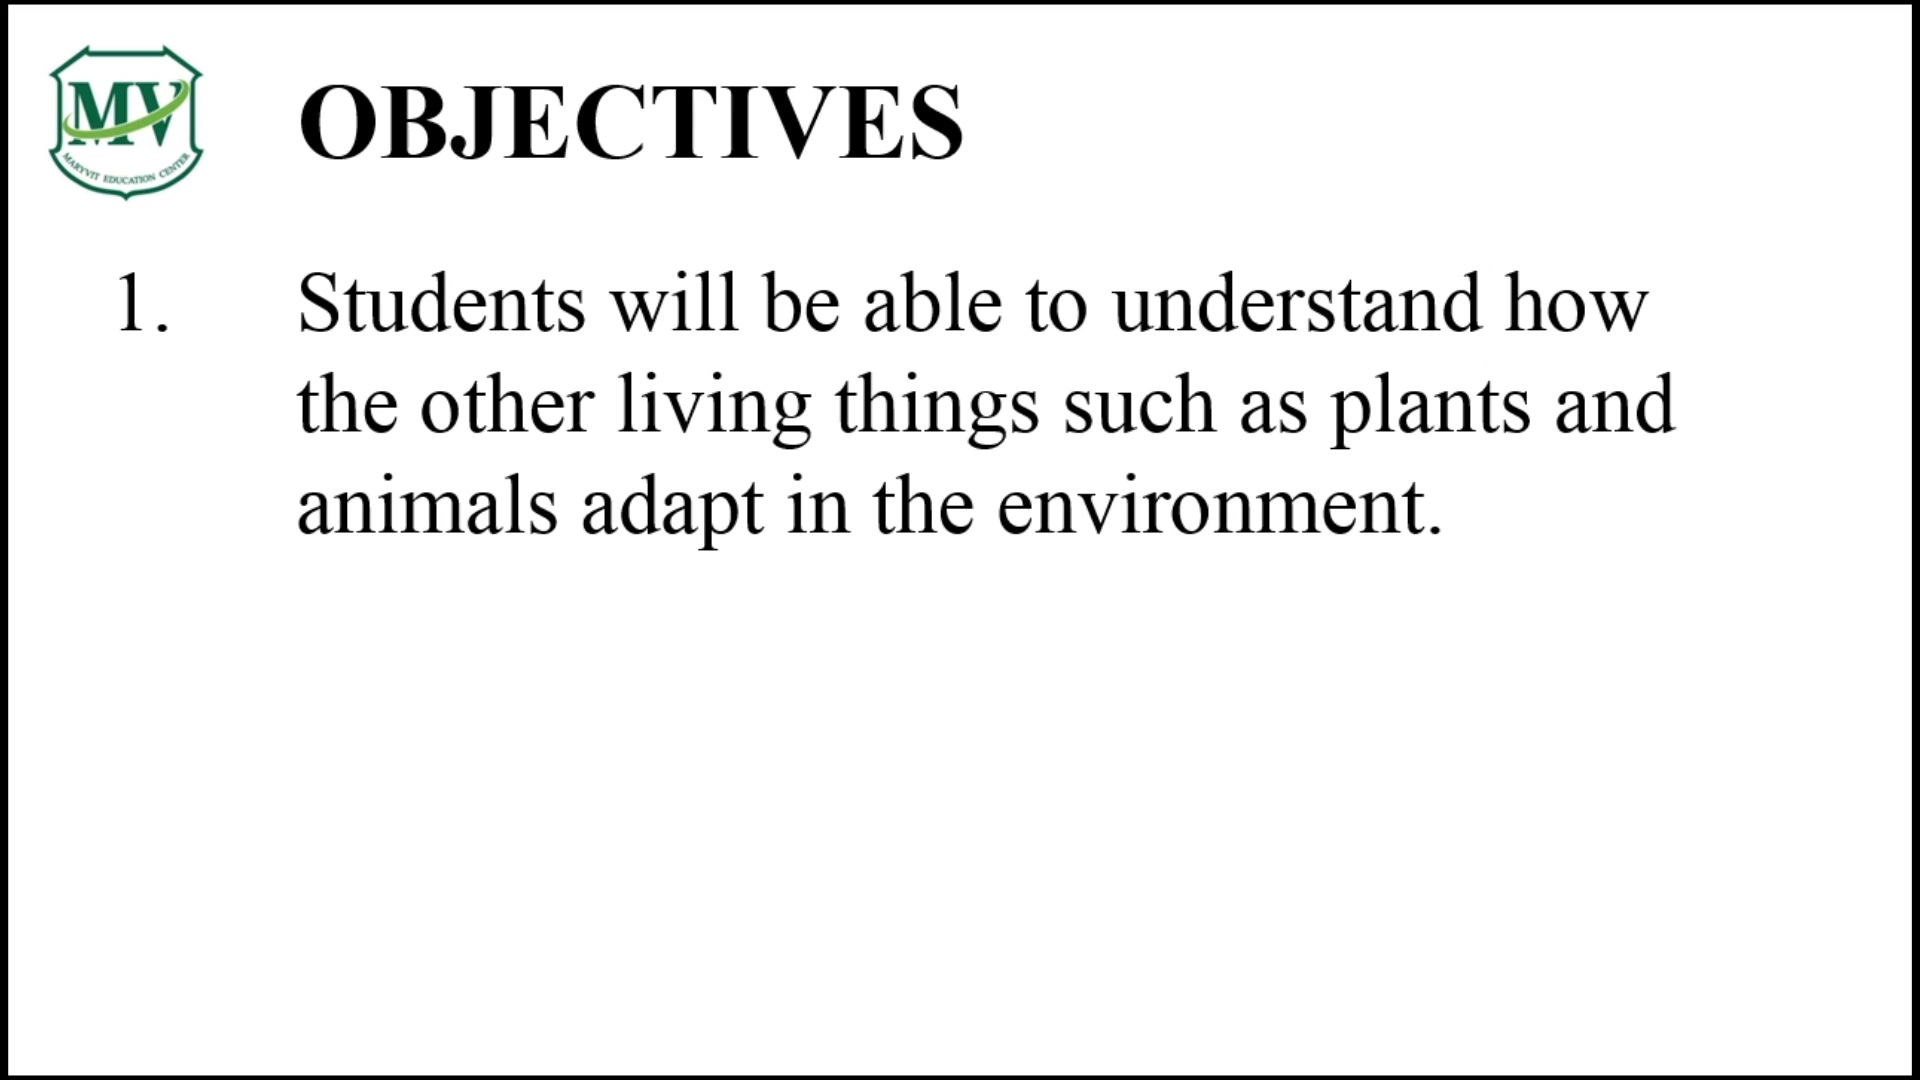 MV
MARYVIT EDUCATION CENTER
OBJECTIVES
1. Students will be able to understand how
the other living things such as plants and
animals adapt in the environment.